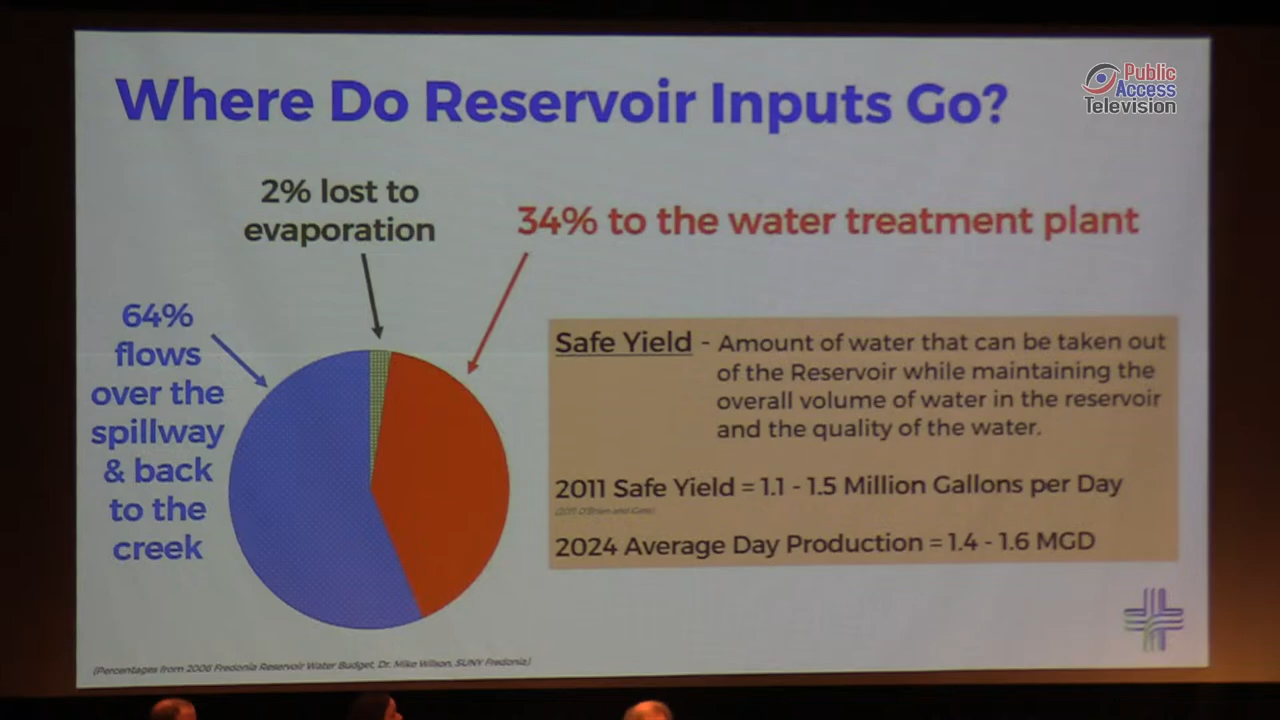 Where Do Reservoir Inputs Go?
Public
Access
Television
2% lost to
evaporation
34% to the water treatment plant
64%
flows
over the
spillway
& back
to the
creek
Safe Yield - Amount of water that can be taken out
of the Reservoir while maintaining the
overall volume of water in the reservoir
and the quality of the water.
2011 Safe Yield = 1.1 - 1.5 Million Gallons per Day
(2011 O'Brien and Gere)
2024 Average Day Production = 1.4 - 1.6 MGD
(Percentages from 2006 Fredonia Reservoir Water Budget, Dr. Mike Wilson, SUNY Fredonia)